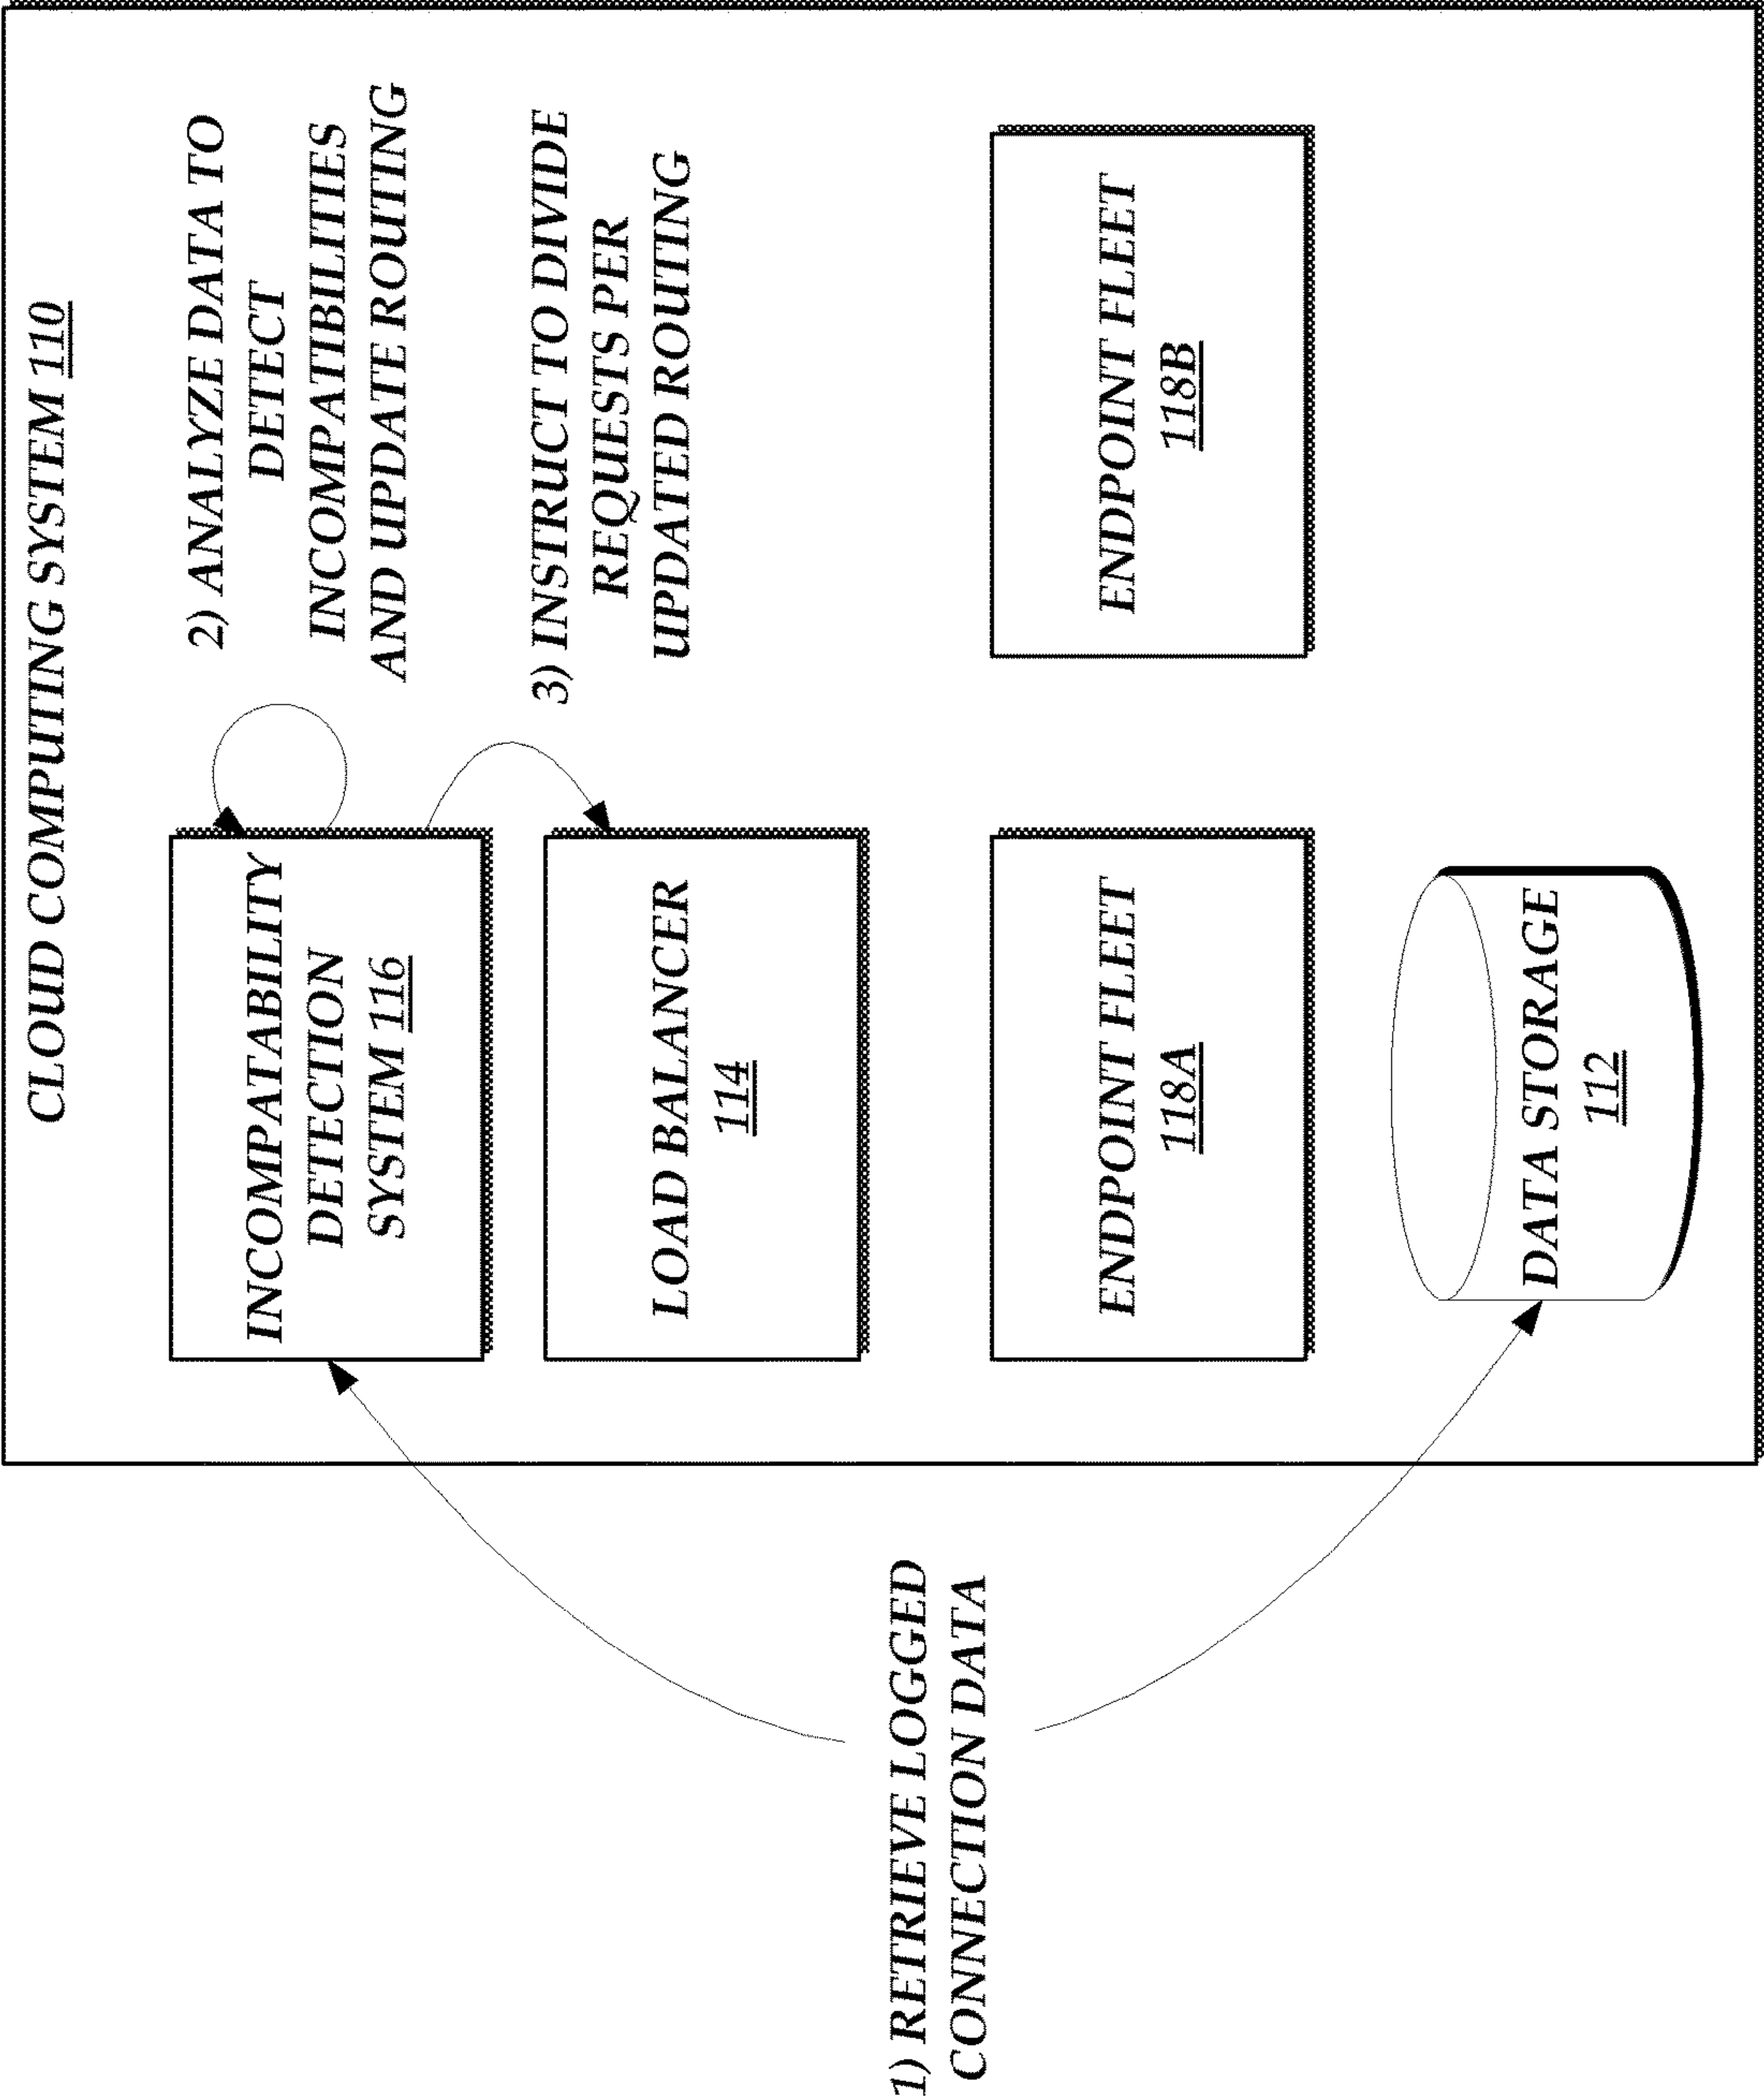 CLOUD COMPUTING SYSTEM 110
INCOMPATABILITY
DETECTION
SYSTEM 116
2) ANALYZE DATA TO
DETECT
INCOMPATIBILITIES
AND UPDATE ROUTING
LOAD BALANCER
114
3) INSTRUCT TO DIVIDE
REQUESTS PER
UPDATED ROUTING
1) RETRIEVE LOGGED
CONNECTION DATA
ENDPOINT FLEET
118A
ENDPOINT FLEET
118B
DATA STORAGE
112